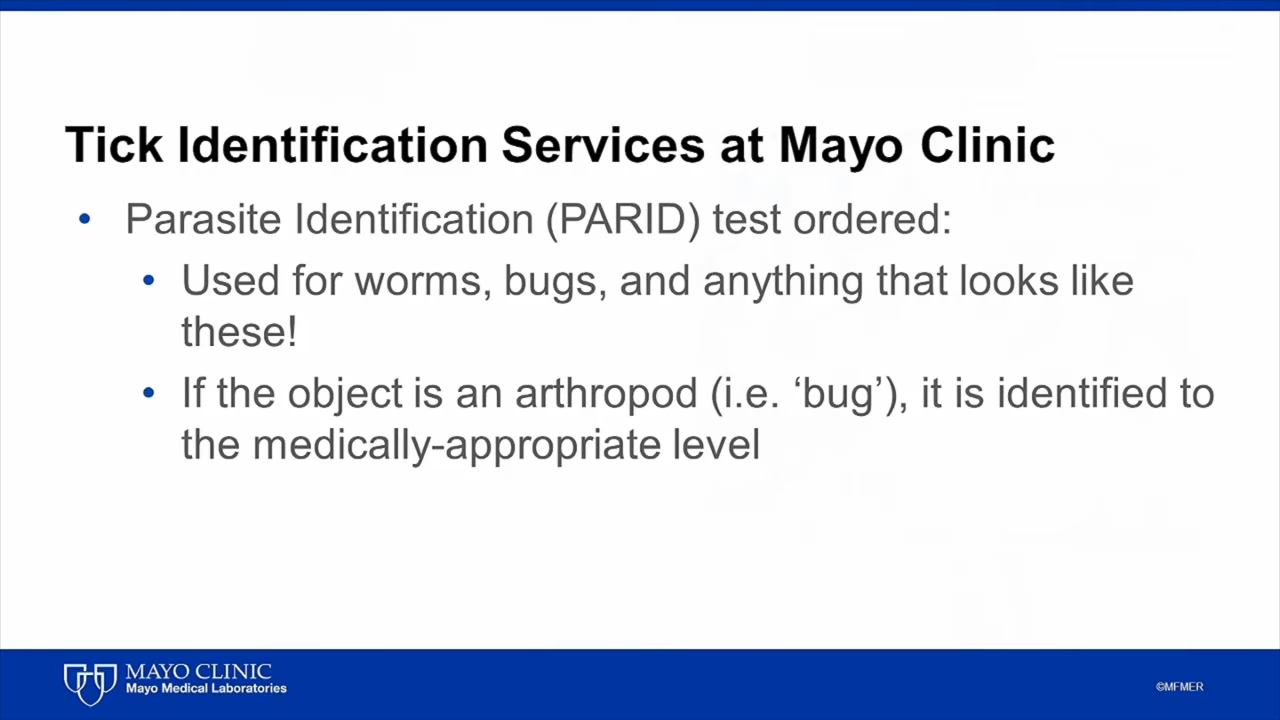 Tick Identification Services at Mayo Clinic
• Parasite Identification (PARID) test ordered:
• Used for worms, bugs, and anything that looks like
these!
• If the object is an arthropod (i.e. ‘bug’), it is identified to
the medically-appropriate level
MAYO CLINIC
Mayo Medical Laboratories
©MFMER